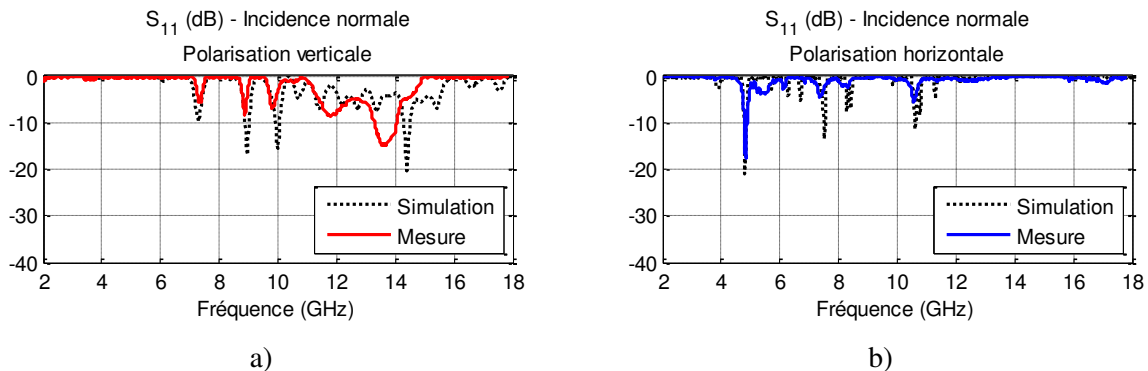 S11 (dB) - Incidence normale
Polarisation verticale
0
-10
-20
-30
-40
2 4 6 8 10 12 14 16 18
Fréquence (GHz)
Simulation
Mesure
a)
S11 (dB) - Incidence normale
Polarisation horizontale
0
-10
-20
-30
-40
2 4 6 8 10 12 14 16 18
Fréquence (GHz)
Simulation
Mesure
b)